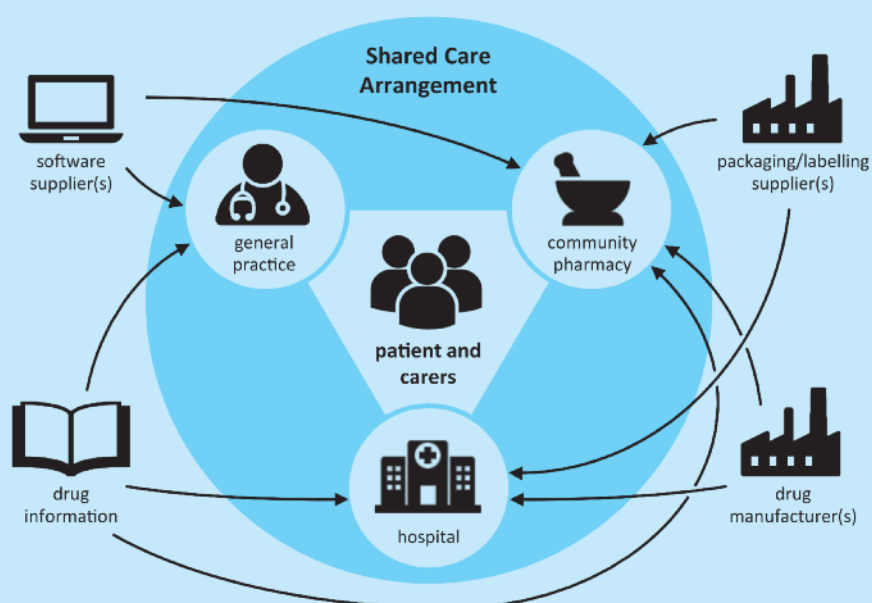 Shared Care
Arrangement
software
supplier(s)
packaging/labelling
supplier(s)
general
practice
community
pharmacy
patient and
carers
drug
information
drug
manufacturer(s)
hospital